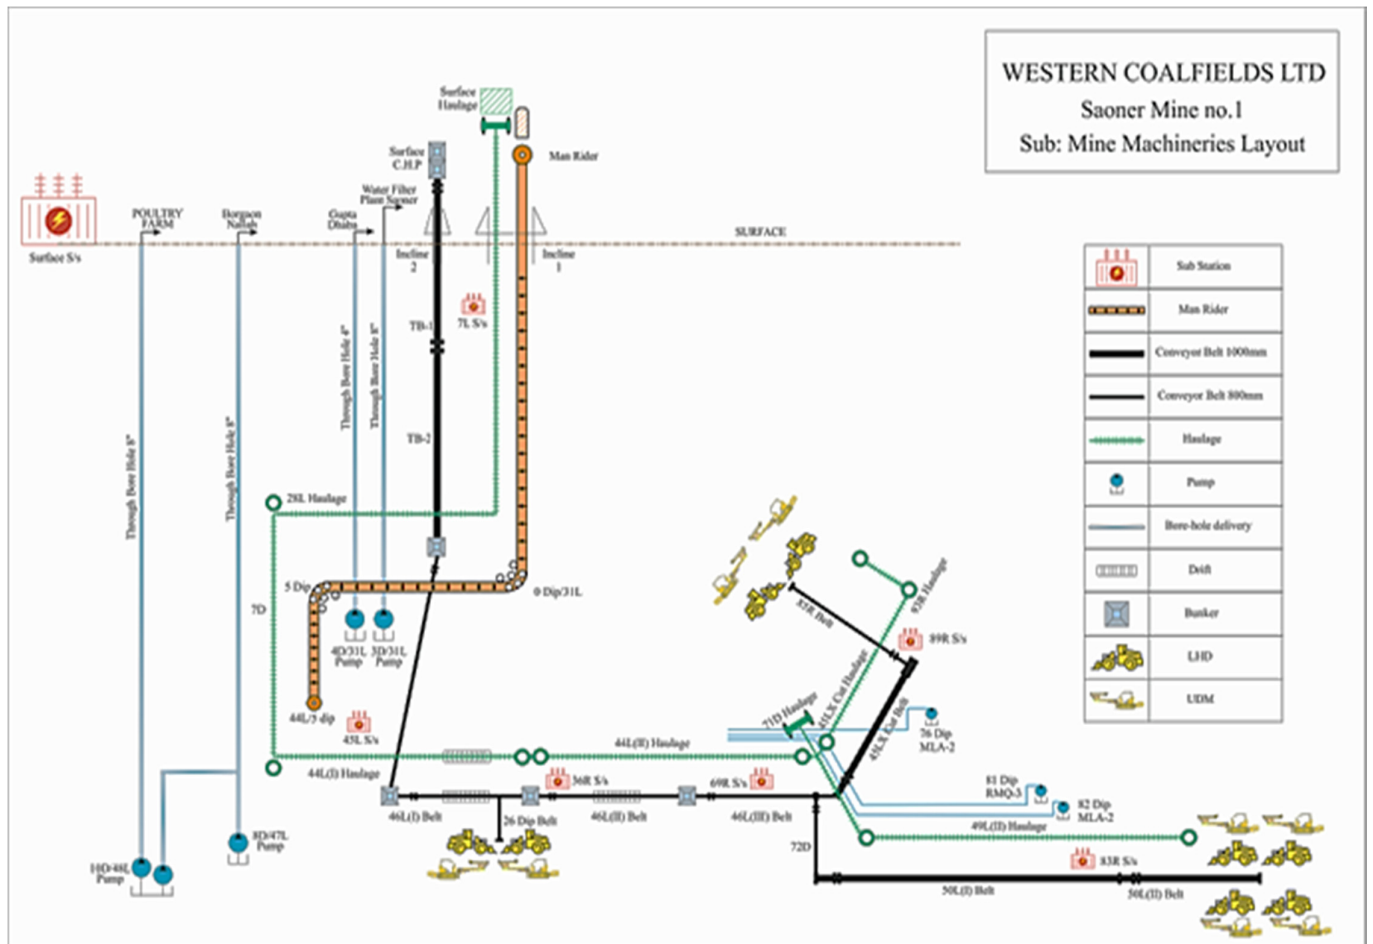 WESTERN COALFIELDS LTD
Saoner Mine no.1
Sub: Mine Machineries Layout
Surface
Haulage
Surface
C.H.P
Man Rider
Water Filter
Plant Saoner
POULTRY
FARM
Borgaon
Nallah
Gupta
Dhaba
SURFACE
Surface S/s
Incline
2
Incline
1
7L S/s
TB-1
TB-2
Through Bore Hole 8"
Through Bore Hole 8"
Through Bore Hole 6"
Through Bore Hole 8"
28L Haulage
5 Dip
0 Dip/31L
7D
4D/31L
Pump
3D/31L
Pump
44L/5 dip
45L S/s
44L(I) Haulage
44L(II) Haulage
85R Belt
93R Haulage
89R S/s
45LX Cut Haulage
45LX Cut Belt
71D Haulage
76 Dip
MLA-2
81 Dip
RMQ-3
82 Dip
MLA-2
36R S/s
69R S/s
46L(I) Belt
26 Dip Belt
46L(II) Belt
46L(III) Belt
49L(II) Haulage
72D
83R S/s
50L(I) Belt
50L(II) Belt
8D/47L
Pump
10D/48L
Pump
Sub Station
Man Rider
Conveyor Belt 1000mm
Conveyor Belt 800mm
Haulage
Pump
Bore-hole delivery
Drift
Bunker
LHD
UDM